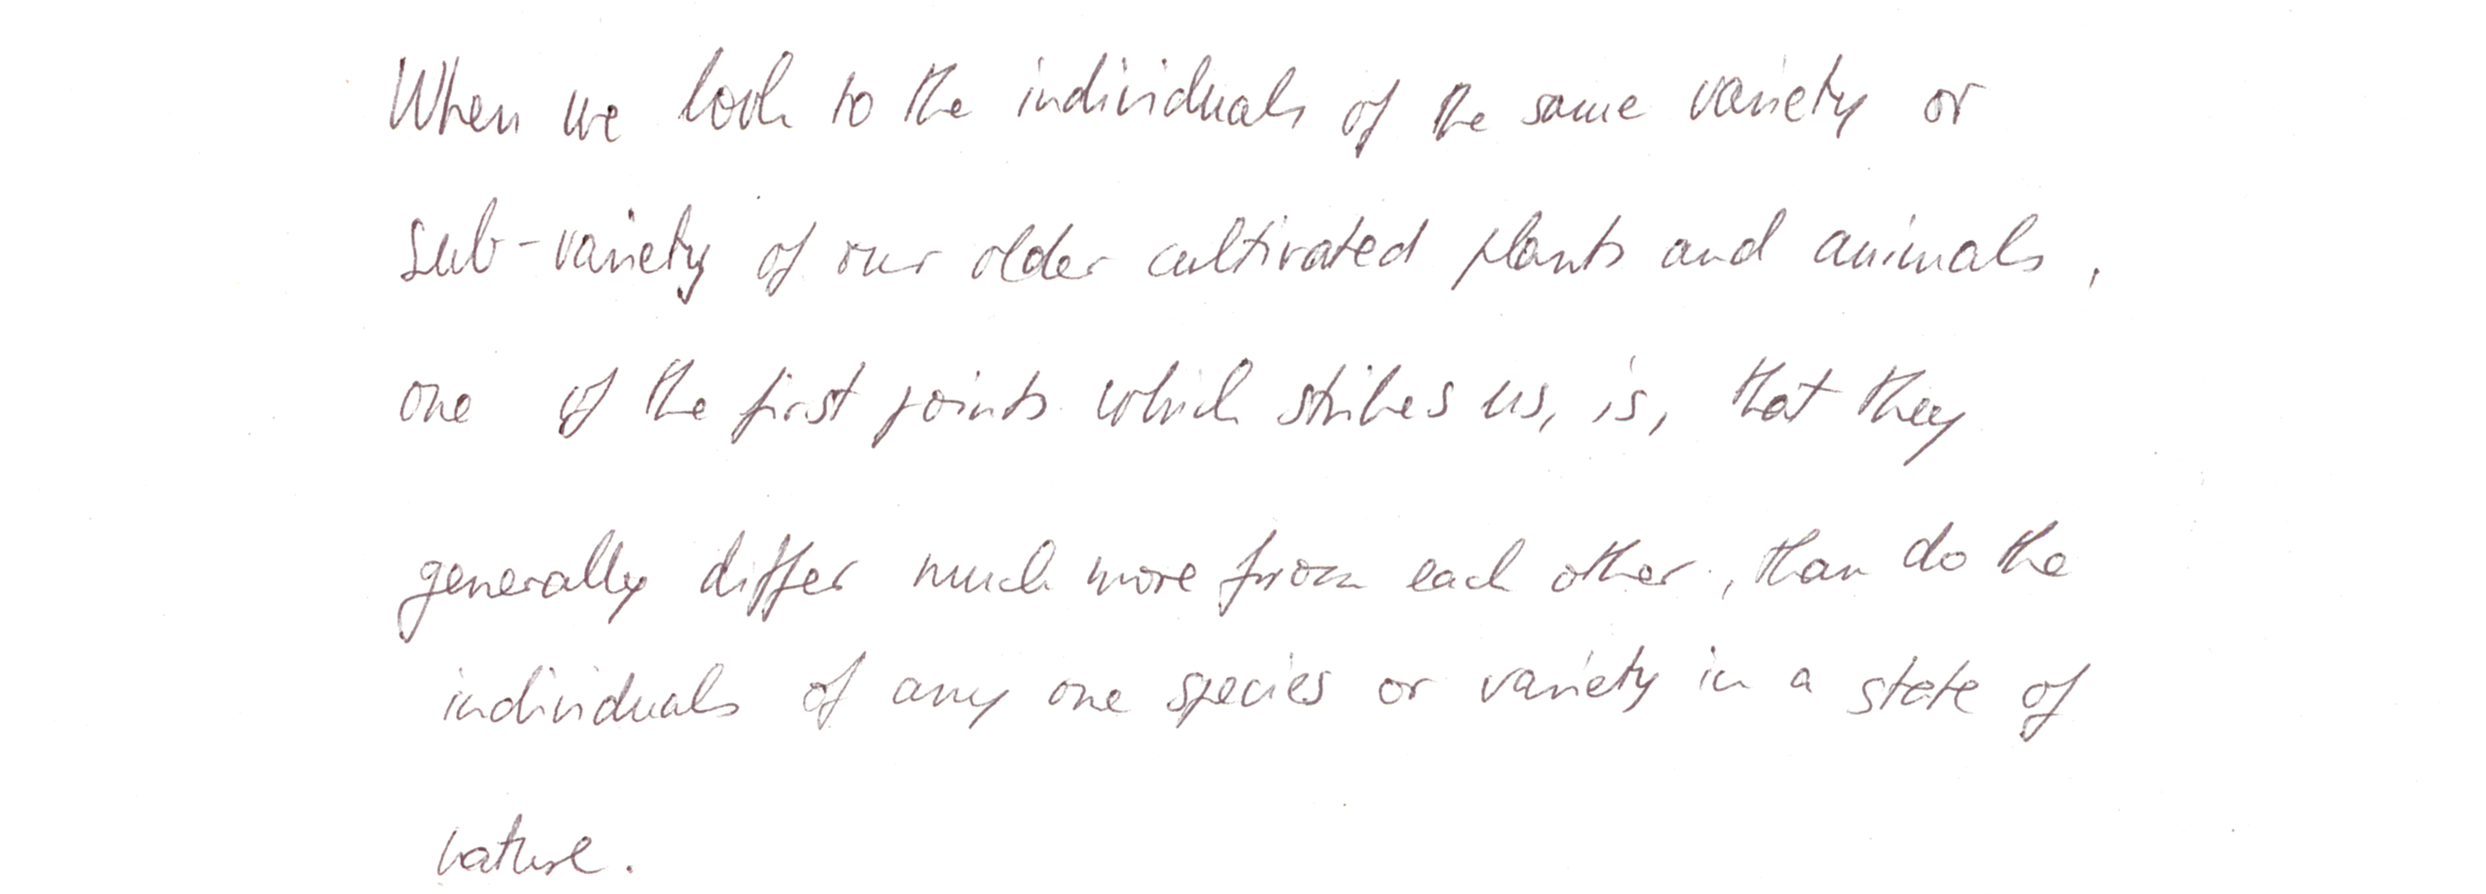 When we look to the individuals of the same variety or
sub-variety of our older cultivated plants and animals,
one of the first points which strikes us, is, that they
generally differ much more from each other, than do the
individuals of any one species or variety in a state of
nature.